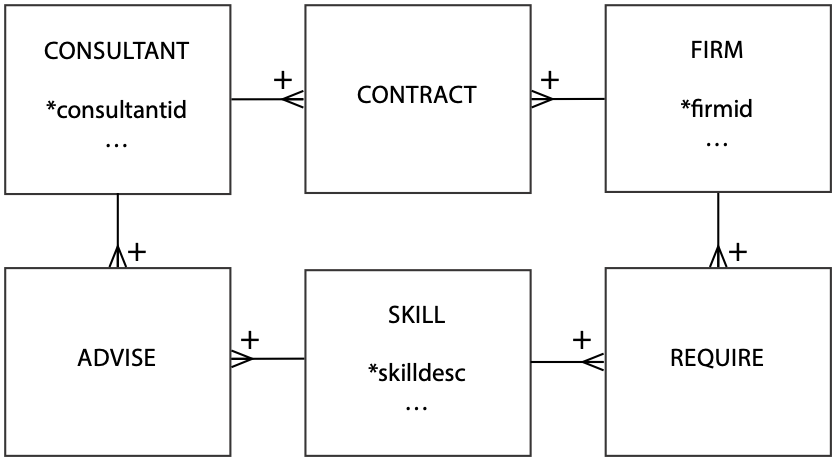 CONSULTANT
*consultantid
...
+
CONTRACT
+
FIRM
*firmid
...
+
+
ADVISE
+
SKILL
*skilldesc
...
+
REQUIRE